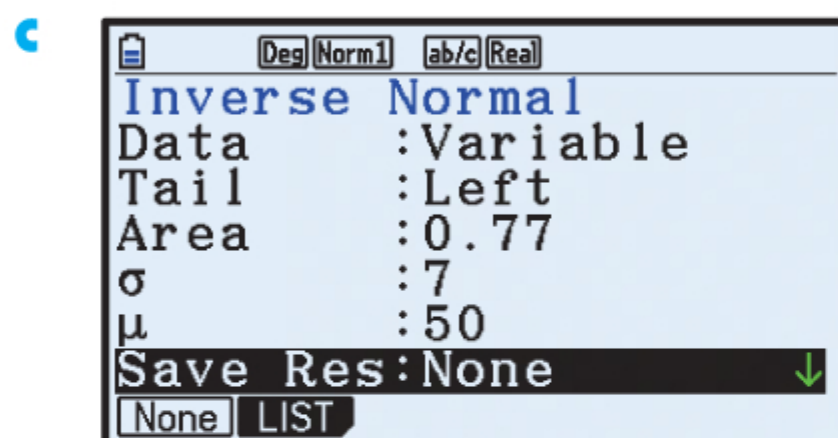 c
Deg Norm1 ab/c Real
Inverse Normal
Data :Variable
Tail :Left
Area :0.77
σ :7
μ :50
Save Res:None ↓
None LIST